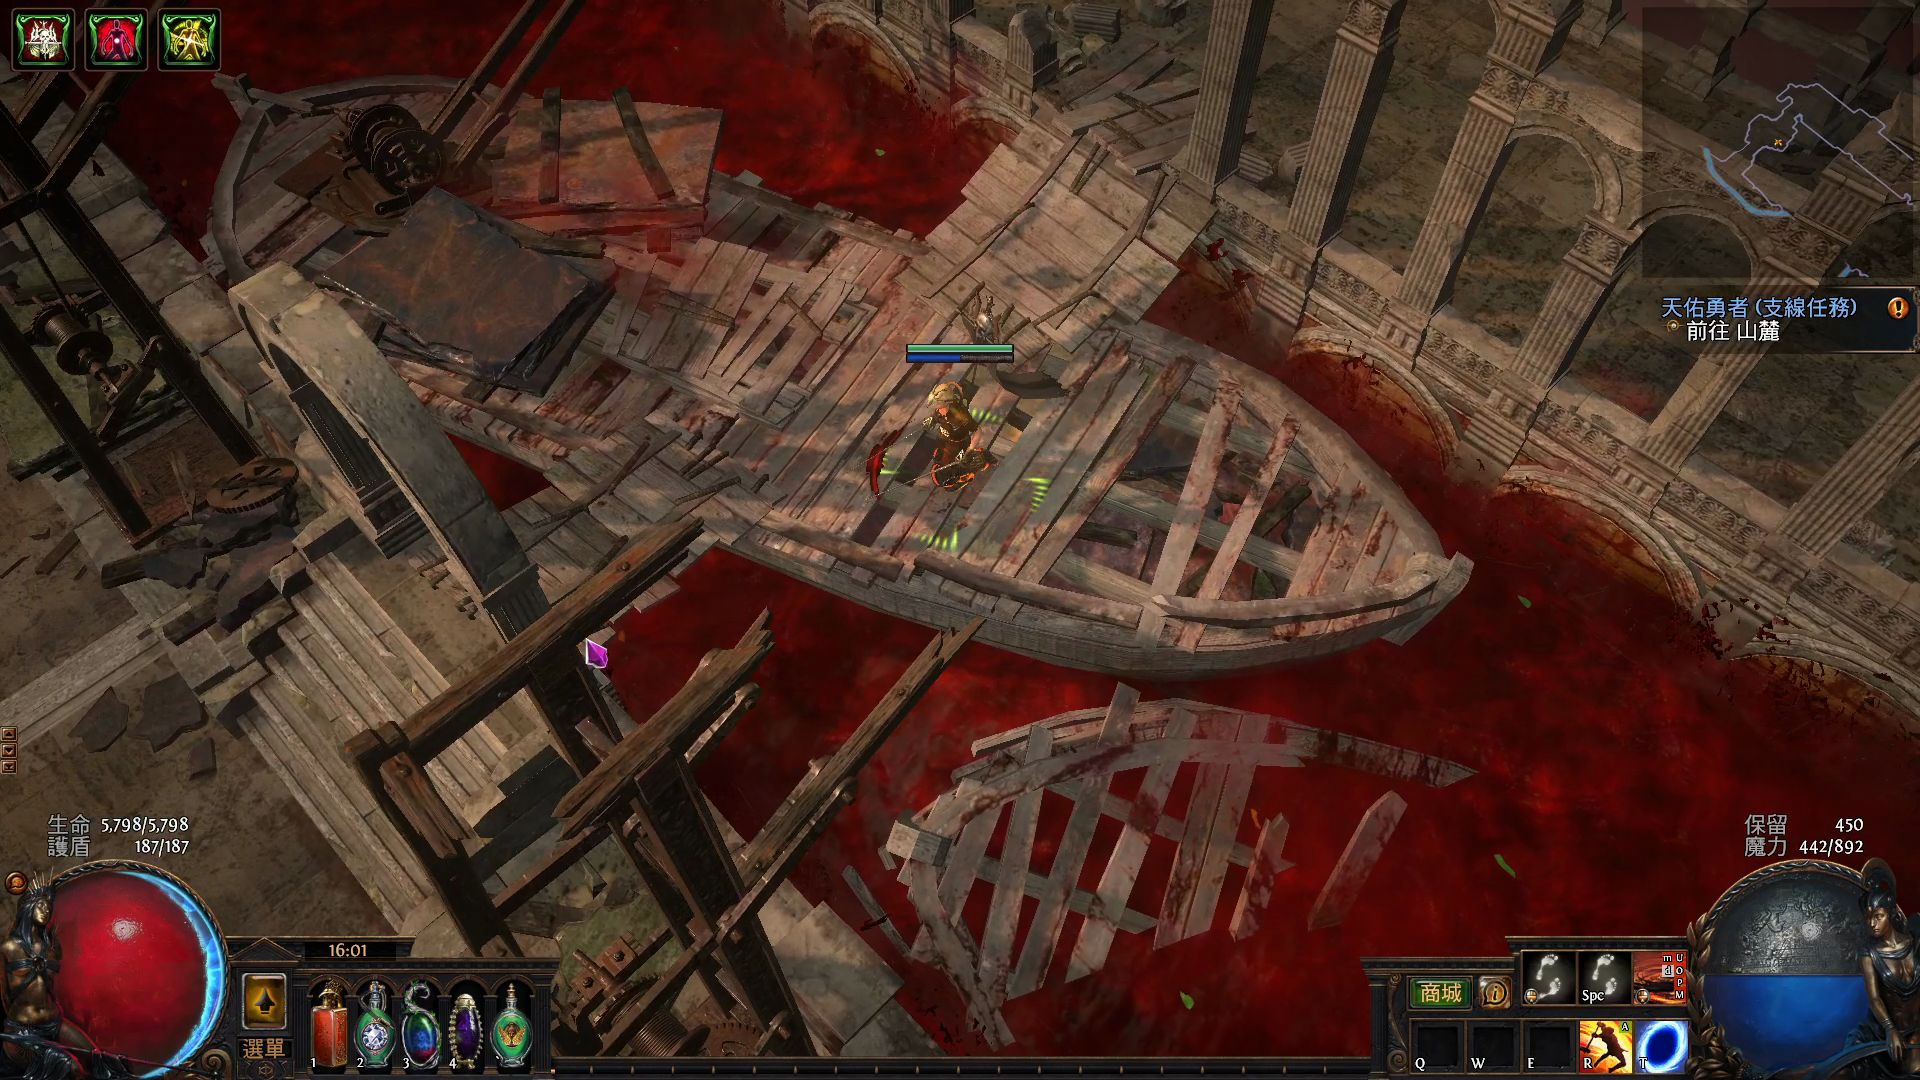 天佑勇者 (支線任務)
前往 山麓
生命 5,798/5,798
護盾 187/187
保留 450
魔力 442/892
16:01
選單
1 2 3 4
商城
Spc
m U
d O
P
M
Q W E R A T